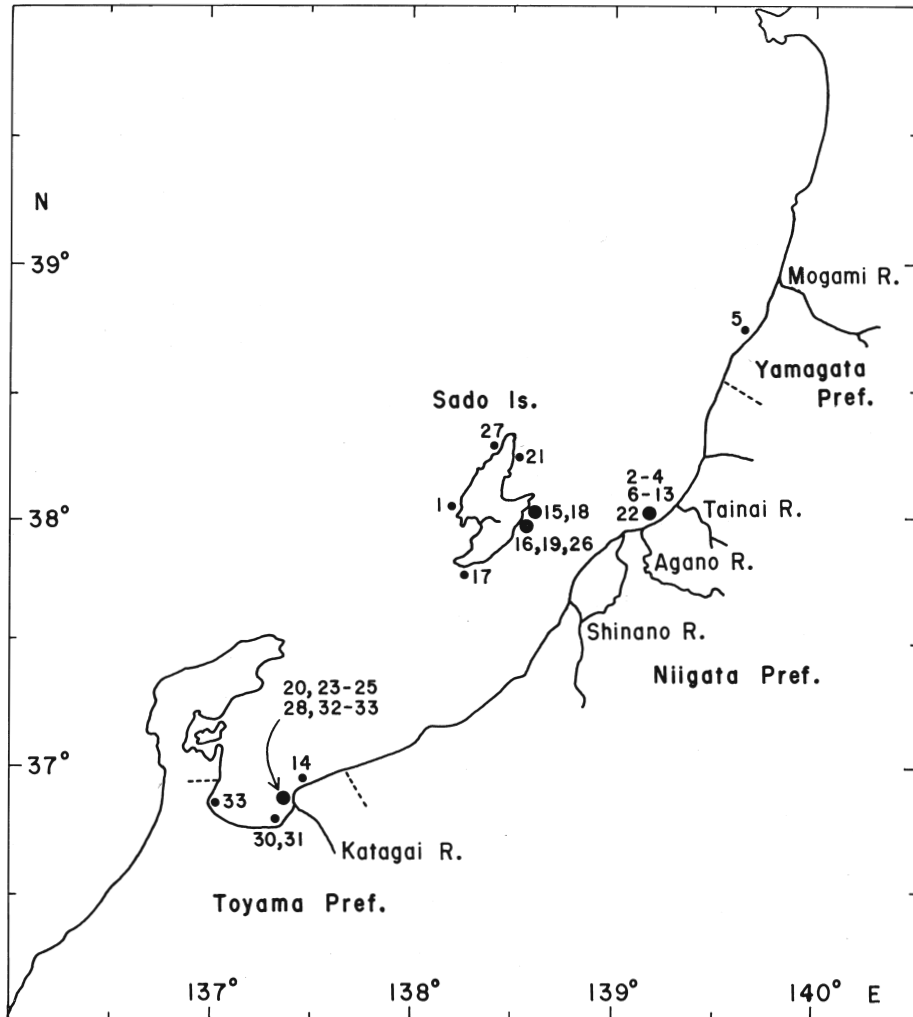 N
39°
Mogami R.
5
Yamagata
Pref.
Sado Is.
27
21
2-4
6-13
22
1
15,18
Tainai R.
38°
16,19,26
Agano R.
17
Shinano R.
Niigata Pref.
20, 23-25
28, 32-33
37°
14
33
30,31
Katagai R.
Toyama Pref.
137°
138°
139°
140°
E